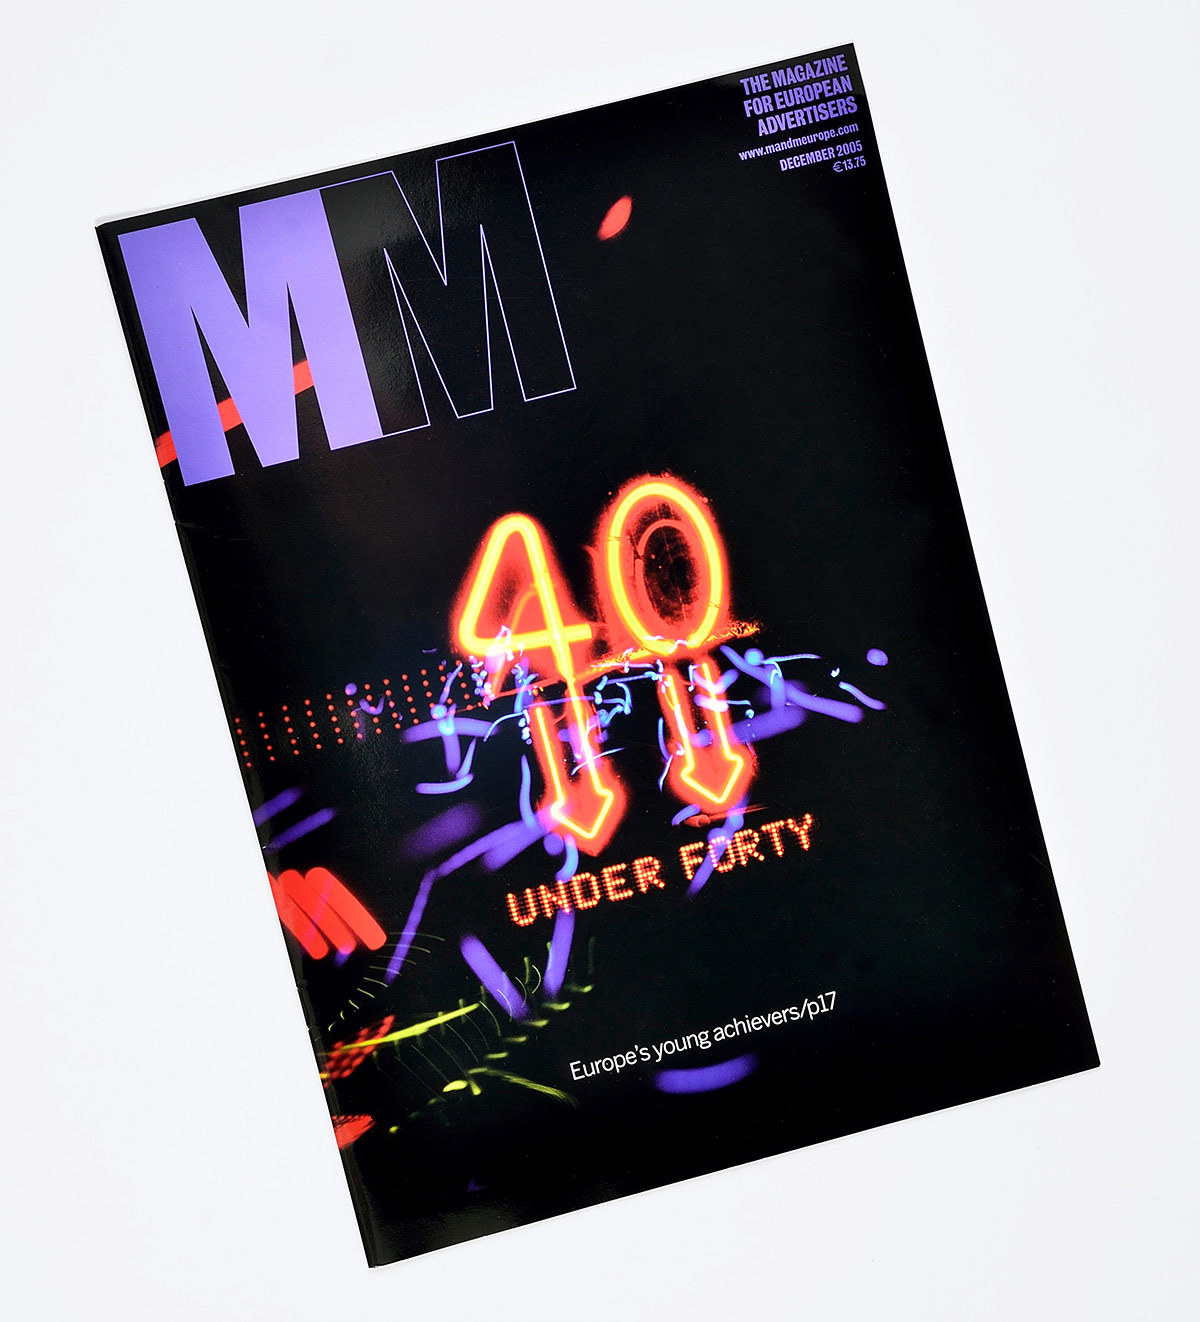 THE MAGAZINE
FOR EUROPEAN
ADVERTISERS
www.mandmeurope.com
DECEMBER 2005
€13.75
MM
40
UNDER FORTY
Europe's young achievers/p17